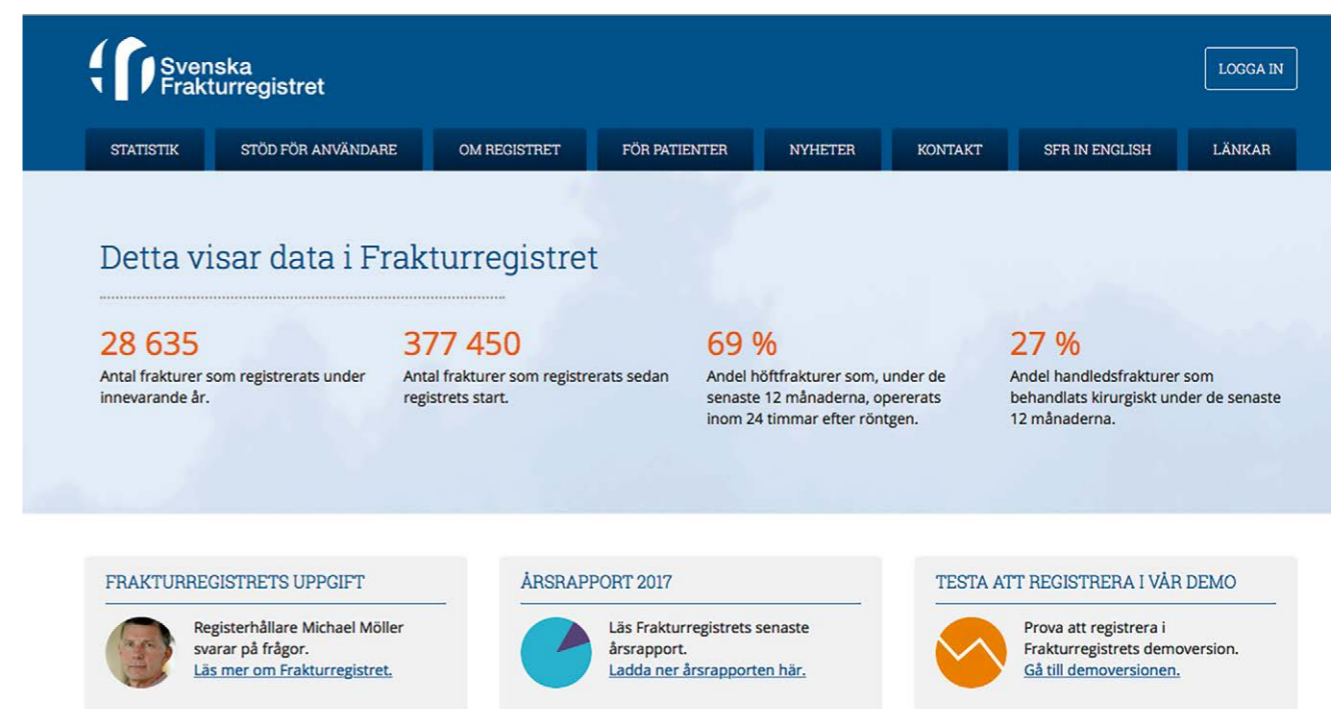 Svenska
Frakturregistret
LOGGA IN
STATISTIK
STÖD FÖR ANVÄNDARE
OM REGISTRET
FÖR PATIENTER
NYHETER
KONTAKT
SFR IN ENGLISH
LÄNKAR
Detta visar data i Frakturregistret
28 635
Antal frakturer som registrerats under
innevarande år.
377 450
Antal frakturer som registrerats sedan
registrets start.
69 %
Andel höftfrakturer som, under de
senaste 12 månaderna, opererats
inom 24 timmar efter röntgen.
27 %
Andel handledsfrakturer som
behandlats kirurgiskt under de senaste
12 månaderna.
FRAKTURREGISTRETS UPPGIFT
Registerhållare Michael Möller
svarar på frågor.
Läs mer om Frakturregistret.
ÅRSRAPPORT 2017
Läs Frakturregistrets senaste
årsrapport.
Ladda ner årsrapporten här.
TESTA ATT REGISTRERA I VÅR DEMO
Prova att registrera i
Frakturregistrets demoversion.
Gå till demoversionen.